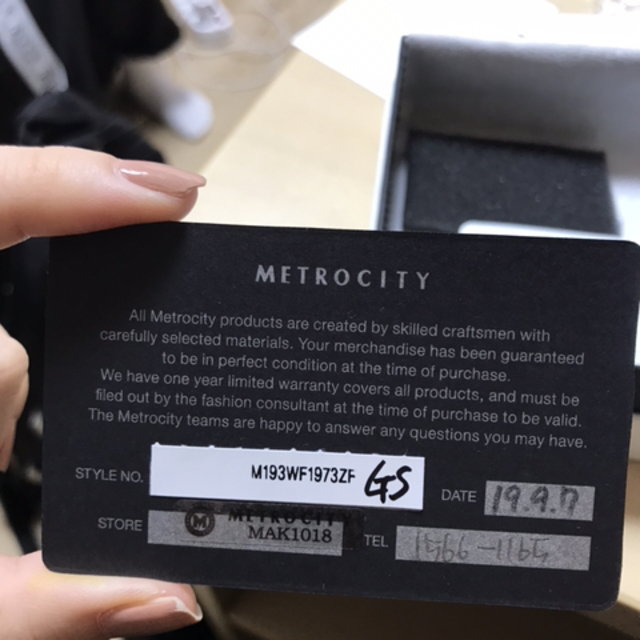 METROCITY
All Metrocity products are created by skilled craftsmen with
carefully selected materials. Your merchandise has been guaranteed
to be in perfect condition at the time of purchase.
We have one year limited warranty covers all products, and must be
filed out by the fashion consultant at the time of purchase to be valid.
The Metrocity teams are happy to answer any questions you may have.
STYLE NO. M193WF1973ZF GS DATE 19.9.7
STORE M METROCITY TEL
MAK1018